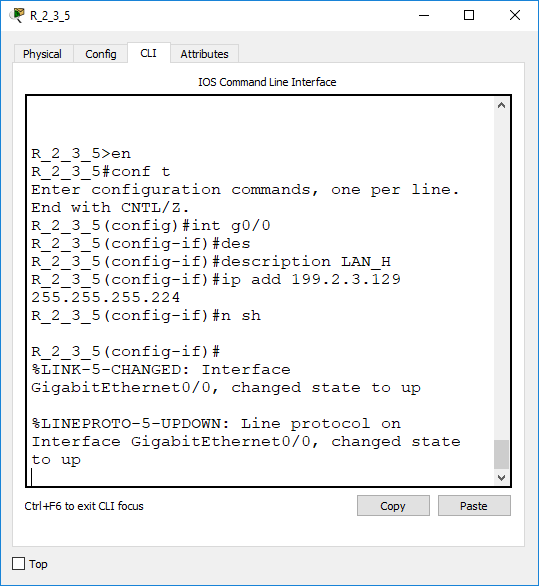 R_2_3_5
Physical
Config
CLI
Attributes
IOS Command Line Interface
R_2_3_5>en
R_2_3_5#conf t
Enter configuration commands, one per line.
End with CNTL/Z.
R_2_3_5(config)#int g0/0
R_2_3_5(config-if)#des
R_2_3_5(config-if)#description LAN_H
R_2_3_5(config-if)#ip add 199.2.3.129
255.255.255.224
R_2_3_5(config-if)#n sh
R_2_3_5(config-if)#
%LINK-5-CHANGED: Interface
GigabitEthernet0/0, changed state to up
%LINEPROTO-5-UPDOWN: Line protocol on
Interface GigabitEthernet0/0, changed state
to up
Ctrl+F6 to exit CLI focus
Copy
Paste
Top